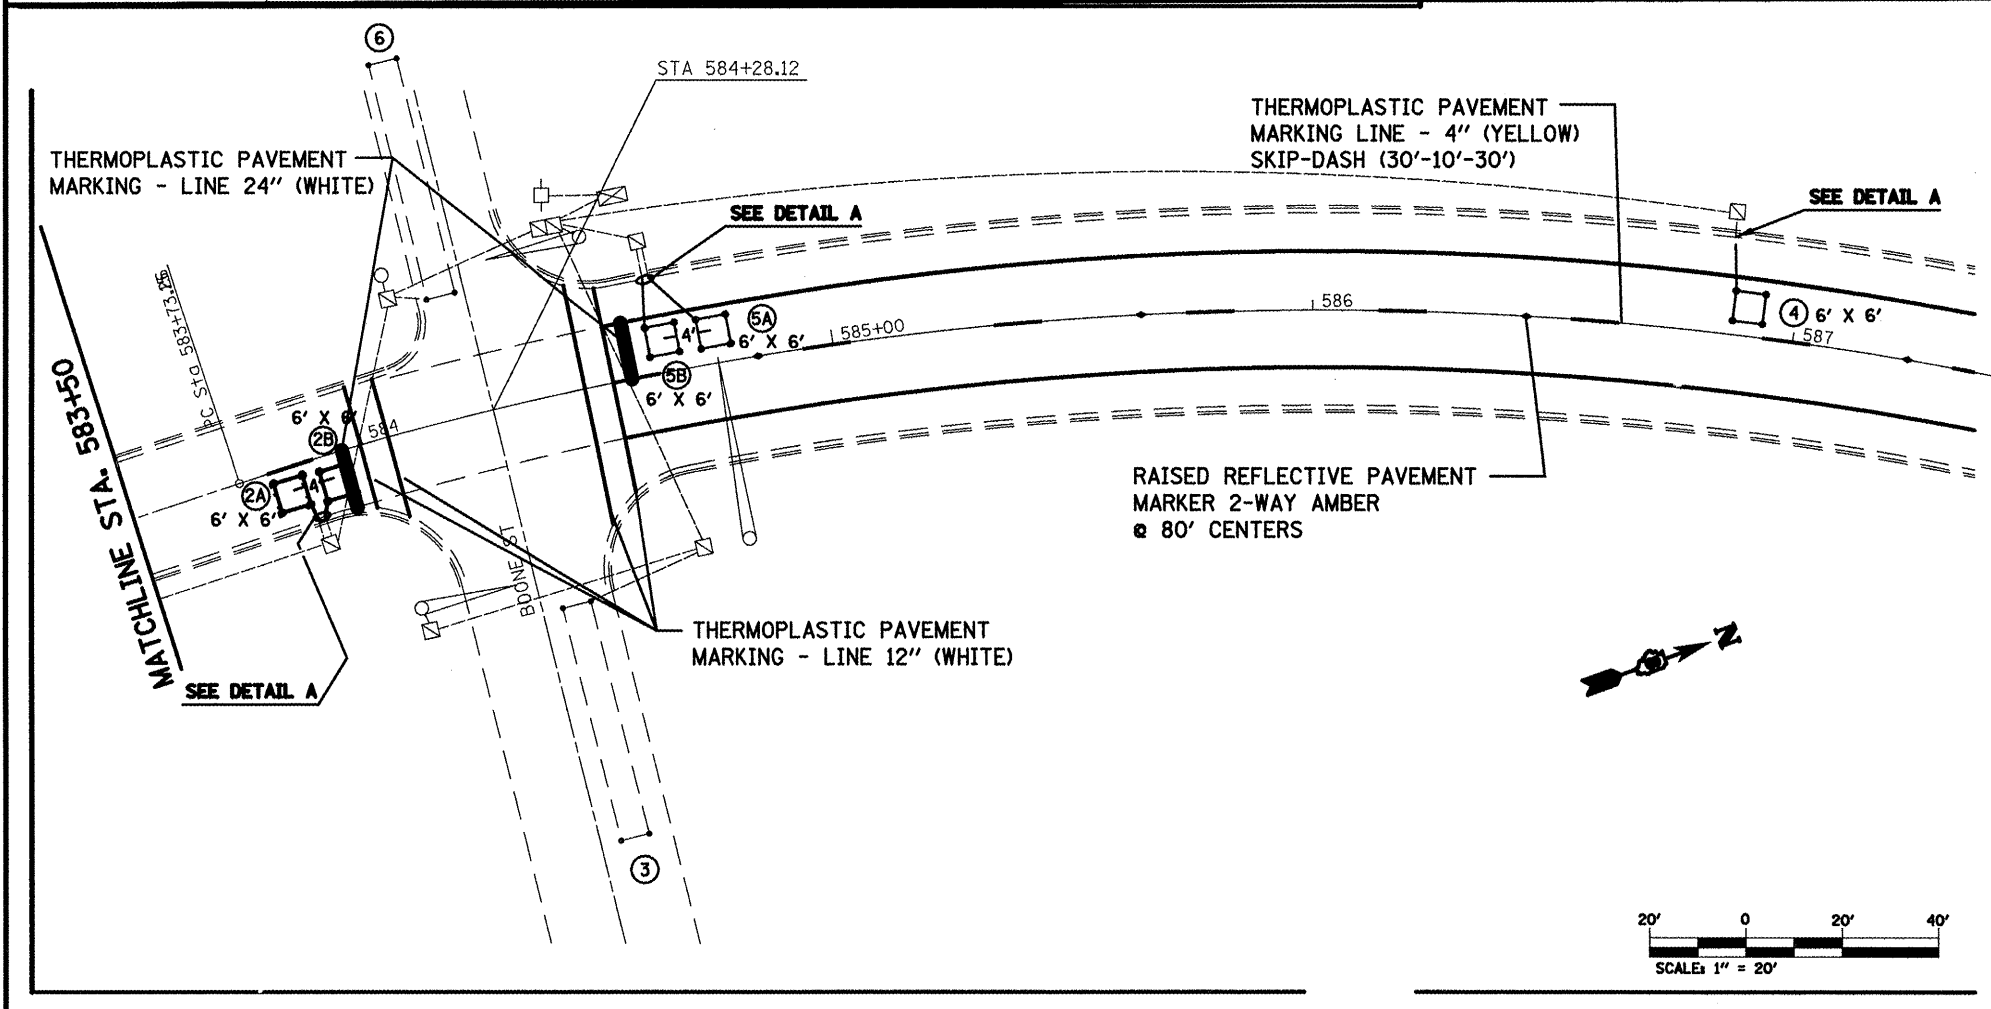 6
STA 584+28.12
THERMOPLASTIC PAVEMENT
MARKING LINE - 4" (YELLOW)
SKIP-DASH (30'-10'-30')
THERMOPLASTIC PAVEMENT
MARKING - LINE 24" (WHITE)
SEE DETAIL A
SEE DETAIL A
PC Sta 583+73.25
586
5A
6' X 6'
4'
585+00
4
6' X 6'
587
5B
6' X 6'
MATCHLINE STA. 583+50
6' X 6'
2B
584
2A
4'
6' X 6'
RAISED REFLECTIVE PAVEMENT
MARKER 2-WAY AMBER
@ 80' CENTERS
BOONE ST
THERMOPLASTIC PAVEMENT
MARKING - LINE 12" (WHITE)
N
SEE DETAIL A
3
20' 0 20' 40'
SCALE: 1" = 20'